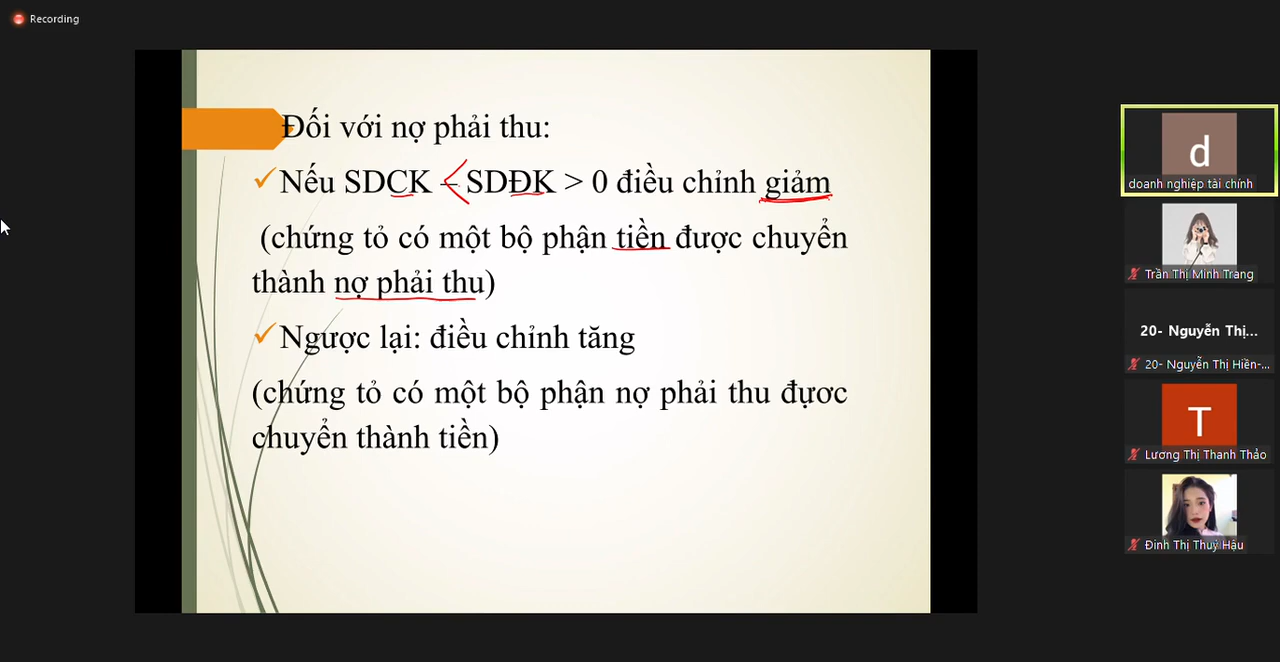 Recording
Đối với nợ phải thu:
Nếu SDCK – SDĐK > 0 điều chỉnh giảm
(chứng tỏ có một bộ phận tiền được chuyển
thành nợ phải thu)
Ngược lại: điều chỉnh tăng
(chứng tỏ có một bộ phận nợ phải thu đựơc
chuyển thành tiền)
d
doanh nghiệp tài chính
Trần Thị Minh Trang
20- Nguyễn Thị...
20- Nguyễn Thị Hiền-...
T
Lương Thị Thanh Thảo
Đinh Thị Thuỷ Hậu